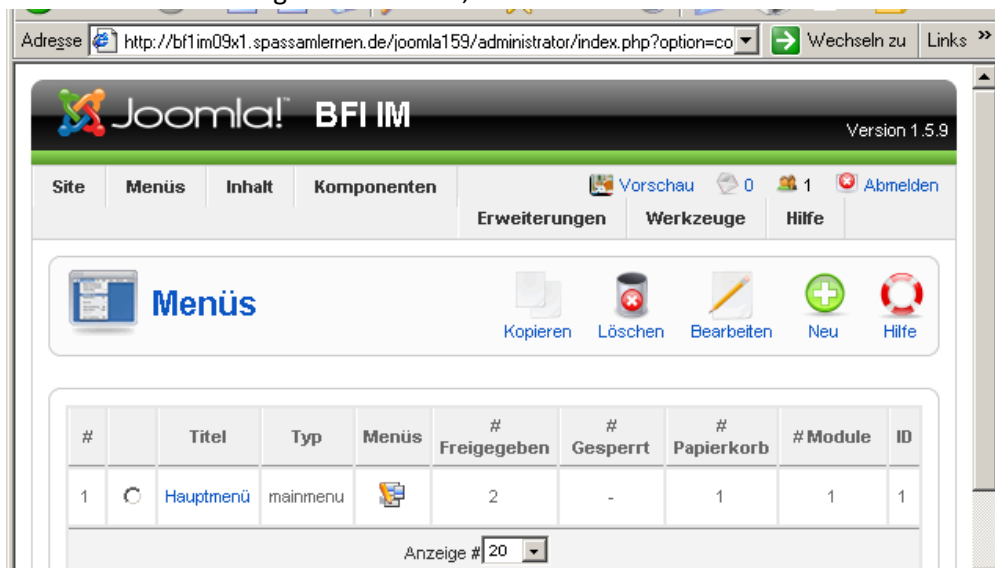 Adresse http://bf1im09x1.spassamlernen.de/joomla159/administrator/index.php?option=co Wechseln zu Links »
Joomla!™ BFI IM
Version 1.5.9
Site Menüs Inhalt Komponenten Vorschau 0 1 Abmelden
Erweiterungen Werkzeuge Hilfe
Menüs
Kopieren Löschen Bearbeiten Neu Hilfe
# Titel Typ Menüs # Freigegeben # Gesperrt # Papierkorb # Module ID
1 Hauptmenü mainmenu 2 - 1 1 1
Anzeige # 20